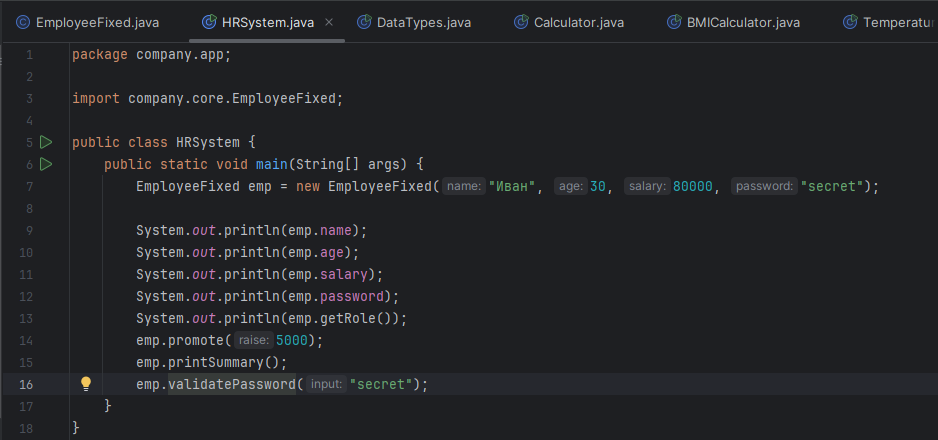 EmployeeFixed.java HRSystem.java DataTypes.java Calculator.java BMICalculator.java Temperatur
1 package company.app;
2
3 import company.core.EmployeeFixed;
4
5 public class HRSystem {
6 public static void main(String[] args) {
7 EmployeeFixed emp = new EmployeeFixed( name: "Иван", age: 30, salary: 80000, password: "secret");
8
9 System.out.println(emp.name);
10 System.out.println(emp.age);
11 System.out.println(emp.salary);
12 System.out.println(emp.password);
13 System.out.println(emp.getRole());
14 emp.promote( raise: 5000);
15 emp.printSummary();
16 emp.validatePassword( input: "secret");
17 }
18 }